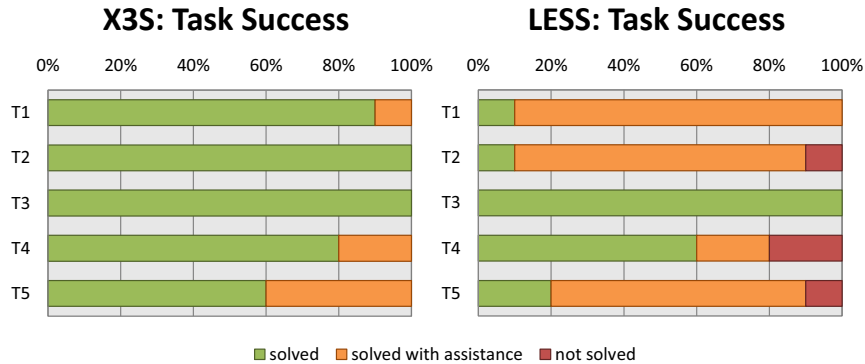 X3S: Task Success
0% 20% 40% 60% 80% 100%
T1
T2
T3
T4
T5
LESS: Task Success
0% 20% 40% 60% 80% 100%
T1
T2
T3
T4
T5
solved solved with assistance not solved